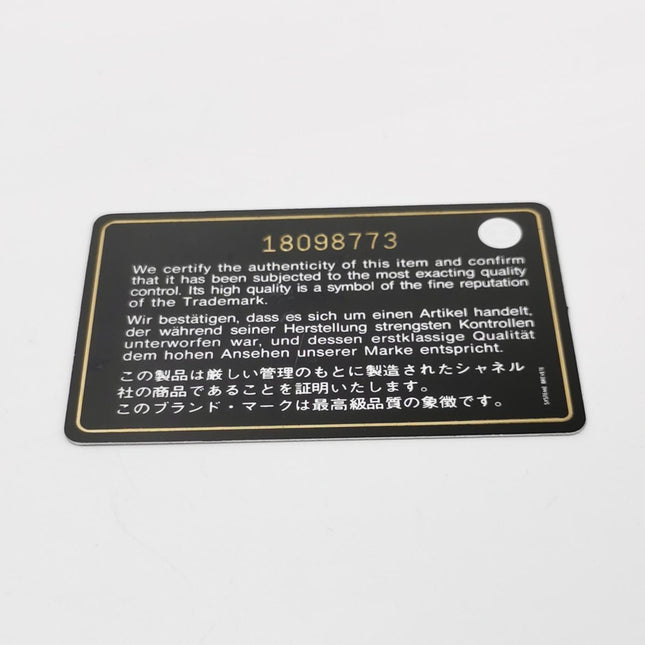 18098773
We certify the authenticity of this item and confirm
that it has been subjected to the most exacting quality
control. Its high quality is a symbol of the fine reputation
of the Trademark.
Wir bestätigen, dass es sich um einen Artikel handelt,
der während seiner Herstellung strengsten Kontrollen
unterworfen war, und dessen erstklassige Qualität
dem hohen Ansehen unserer Marke entspricht.
この製品は厳しい管理のもとに製造されたシャネル
社の商品であることを証明いたします。
このブランド・マークは最高級品質の象徴です。